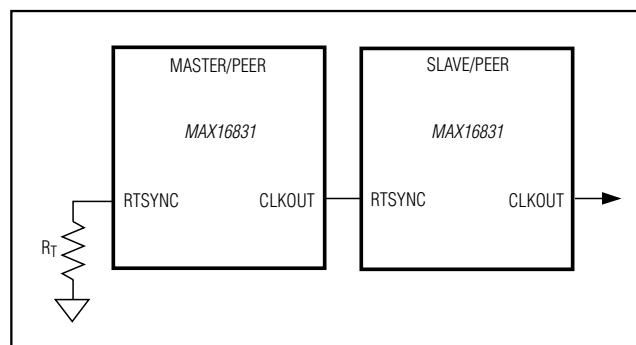 MASTER/PEER
MAX16831
RTSYNC
CLKOUT
RT
SLAVE/PEER
MAX16831
RTSYNC
CLKOUT